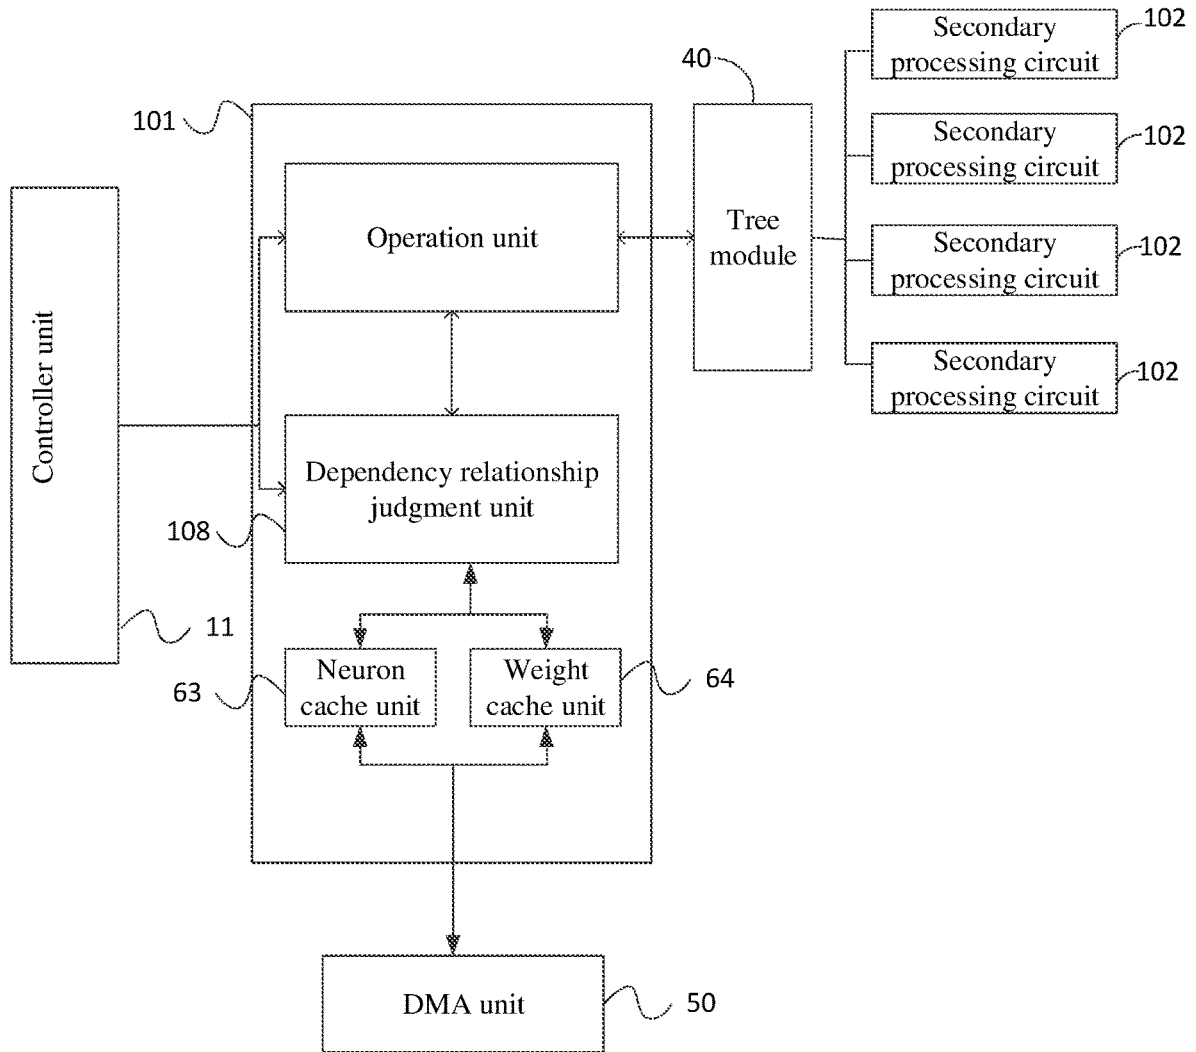 Secondary
processing circuit
102
40
101
Secondary
processing circuit
102
Operation unit
Tree
module
Secondary
processing circuit
102
Controller unit
Secondary
processing circuit
102
Dependency relationship
judgment unit
108
11
Neuron
cache unit
63
Weight
cache unit
64
DMA unit
50